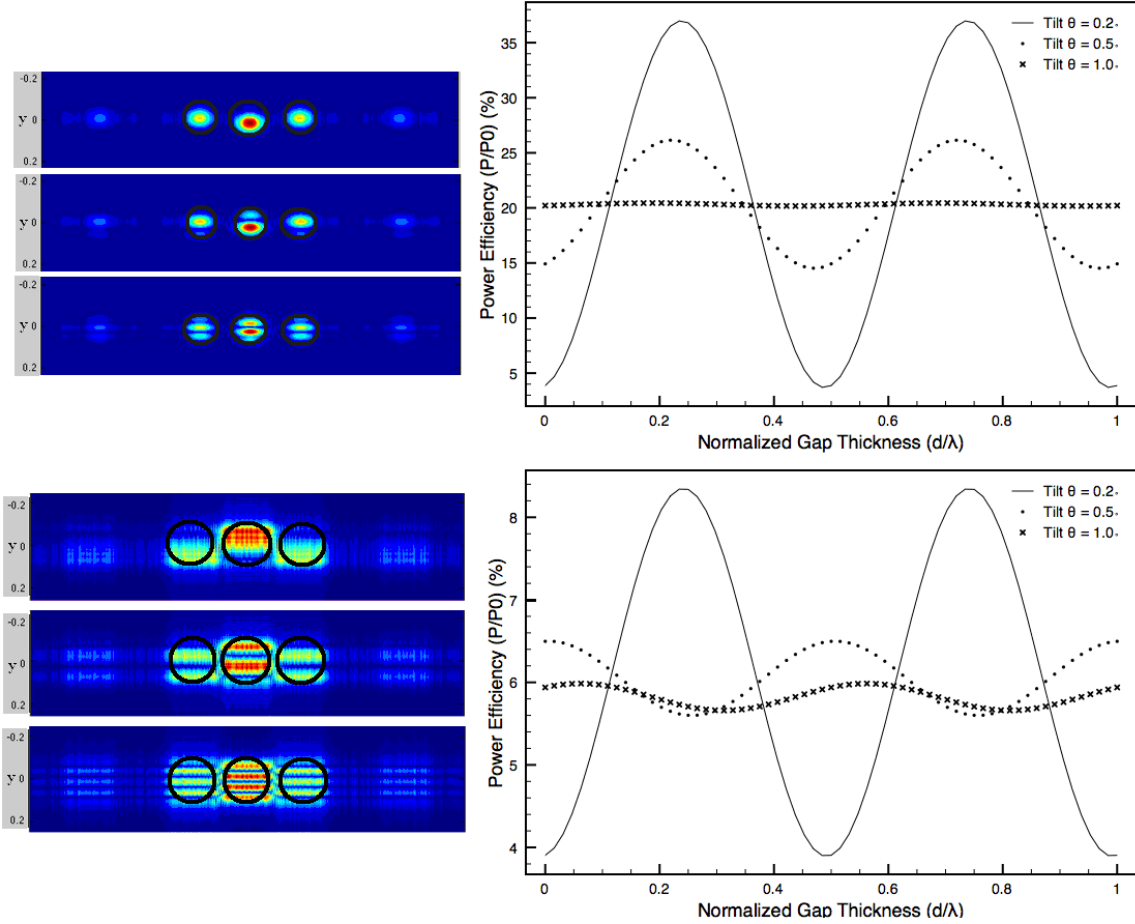 -0.2
y 0
0.2
-0.2
y 0
0.2
-0.2
y 0
0.2
Power Efficiency (P/P0) (%)
35
30
25
20
15
10
5
Tilt θ = 0.2°
Tilt θ = 0.5°
Tilt θ = 1.0°
0 0.2 0.4 0.6 0.8 1
Normalized Gap Thickness (d/λ)
-0.2
y 0
0.2
-0.2
y 0
0.2
-0.2
y 0
0.2
Power Efficiency (P/P0) (%)
8
7
6
5
4
Tilt θ = 0.2°
Tilt θ = 0.5°
Tilt θ = 1.0°
0 0.2 0.4 0.6 0.8 1
Normalized Gap Thickness (d/λ)